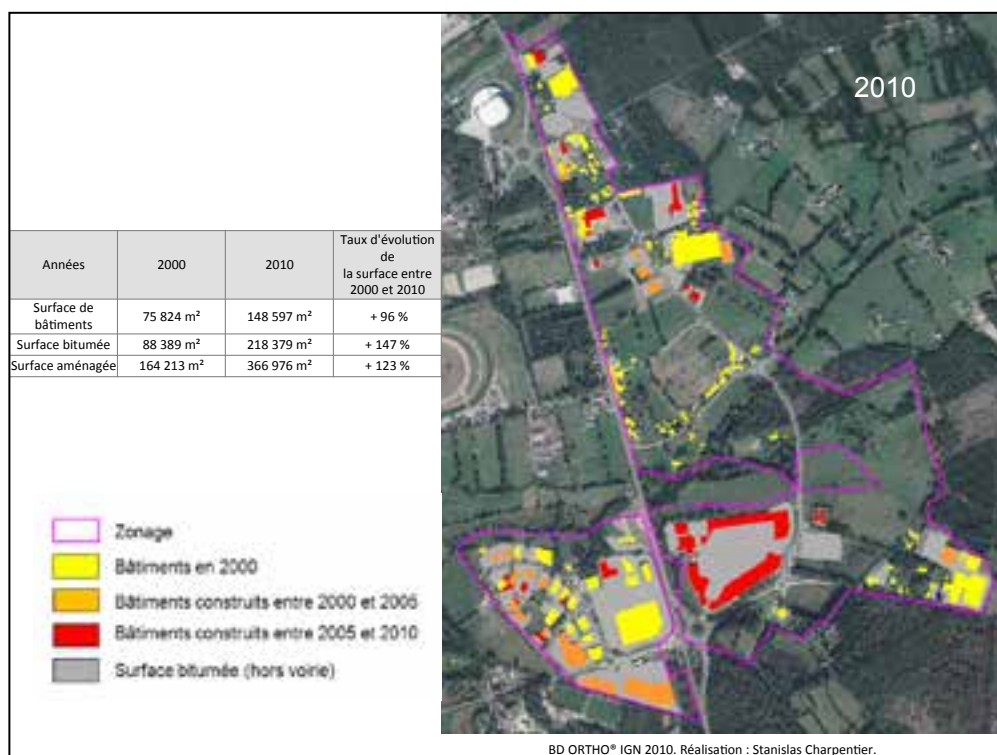 2010
Taux d'évolution
de
Années 2000 2010
la surface entre
2000 et 2010
Surface de
bâtiments
75 824 m² 148 597 m² + 96 %
Surface bitumée 88 389 m² 218 379 m² + 147 %
Surface aménagée 164 213 m² 366 976 m² + 123 %
Zonage
Bâtiments en 2000
Bâtiments construits entre 2000 et 2005
Bâtiments construits entre 2005 et 2010
Surface bitumée (hors voirie)
BD ORTHO® IGN 2010. Réalisation : Stanislas Charpentier.